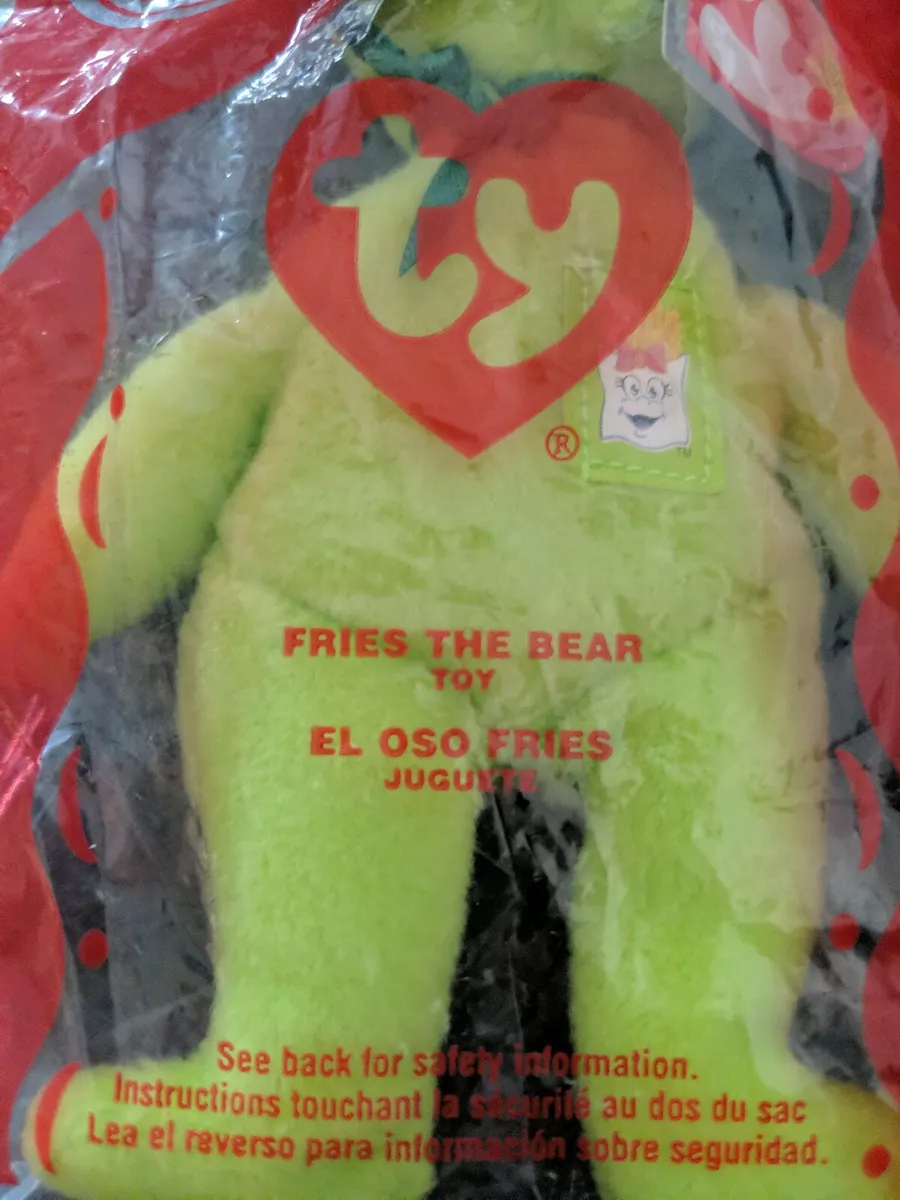 ty
®
TM
FRIES THE BEAR
TOY
EL OSO FRIES
JUGUETE
See back for safety information.
Instructions touchant la sécurité au dos du sac
Lea el reverso para información sobre seguridad.